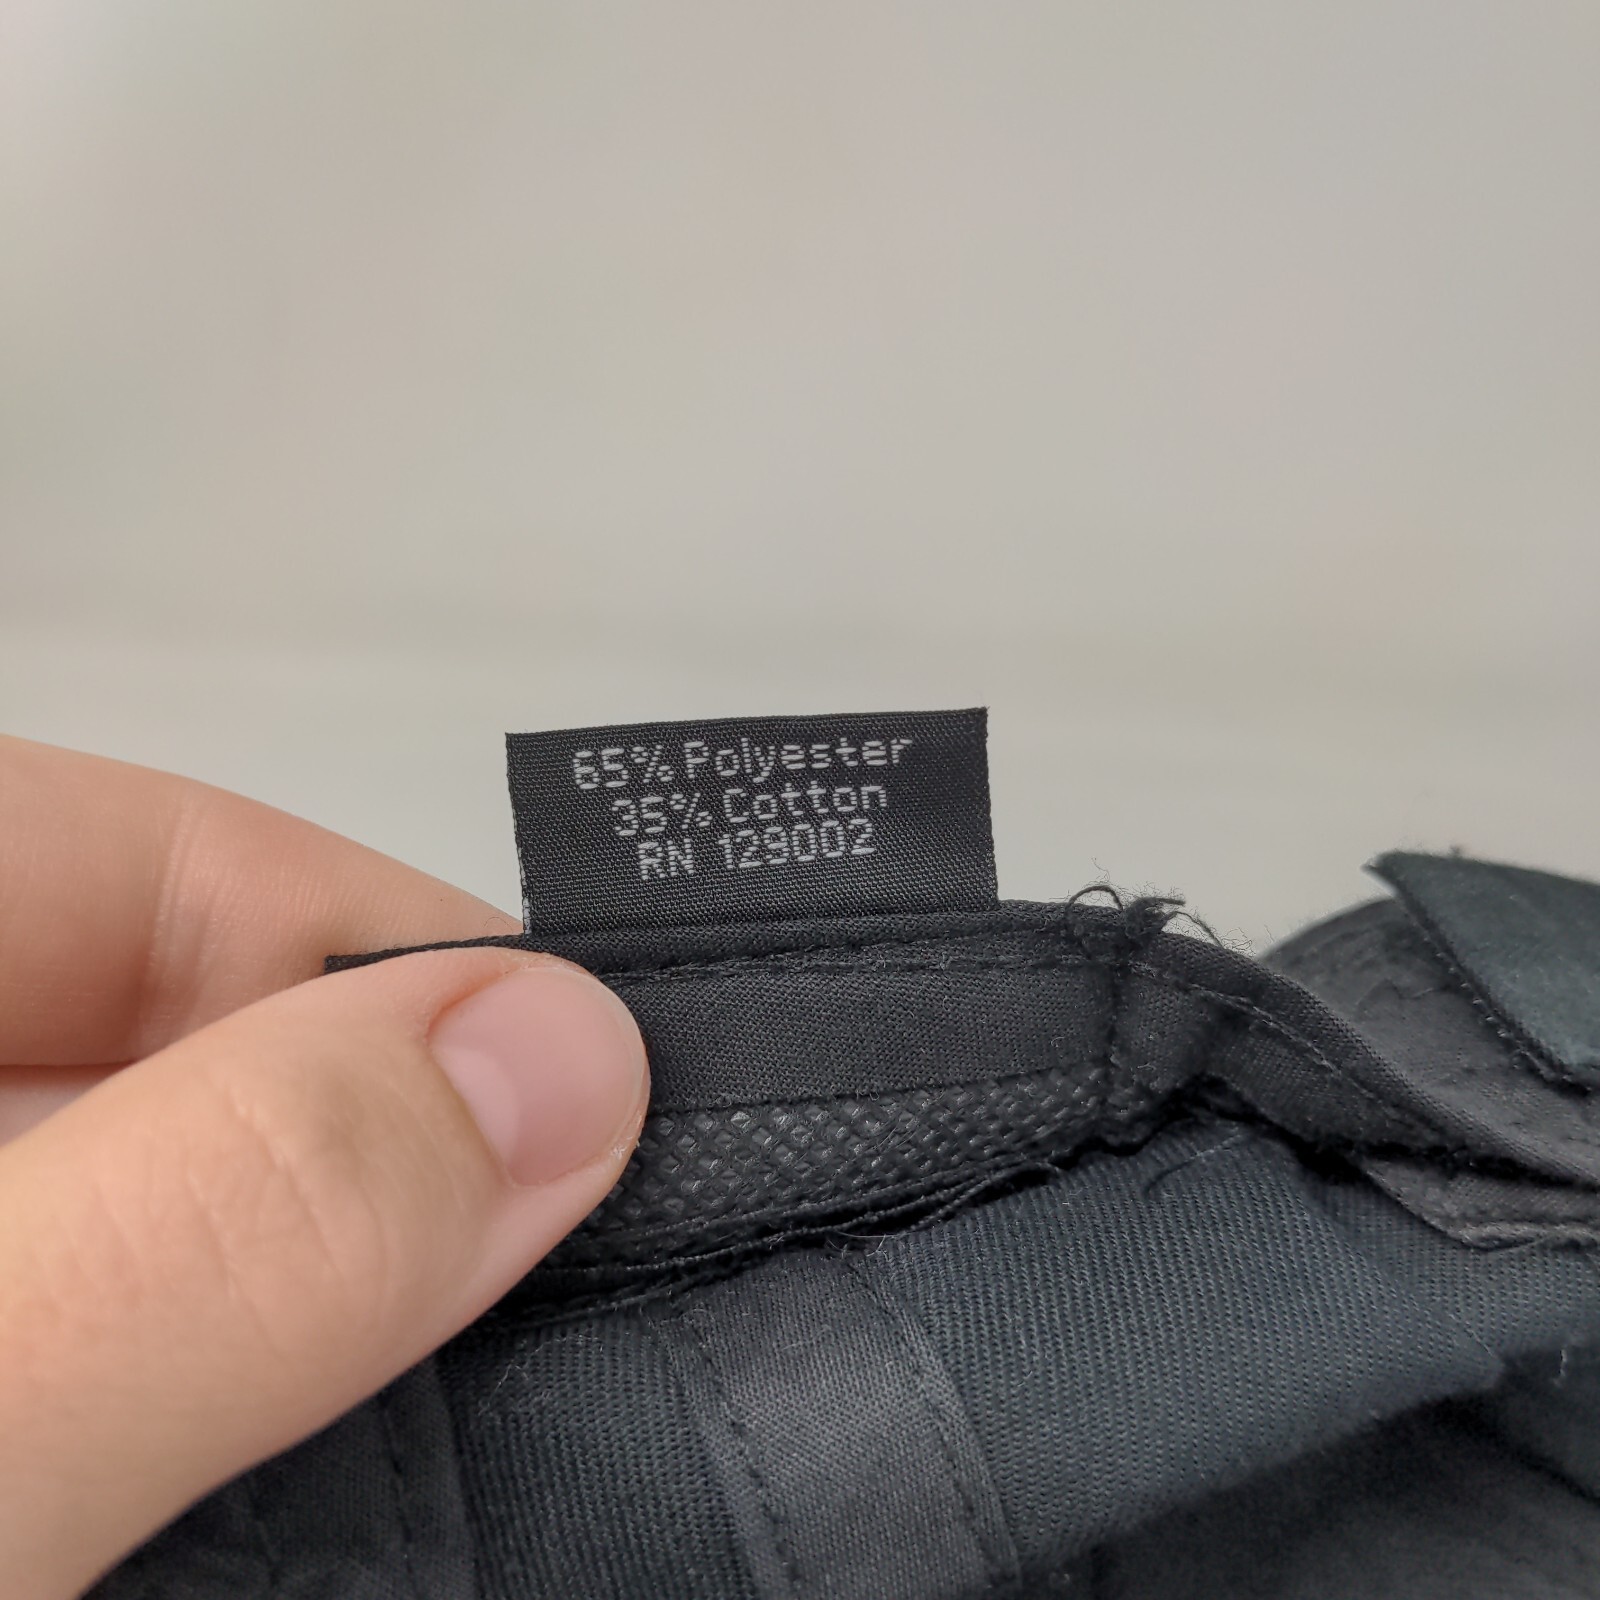 65% Polyester
35% Cotton
RN 129002